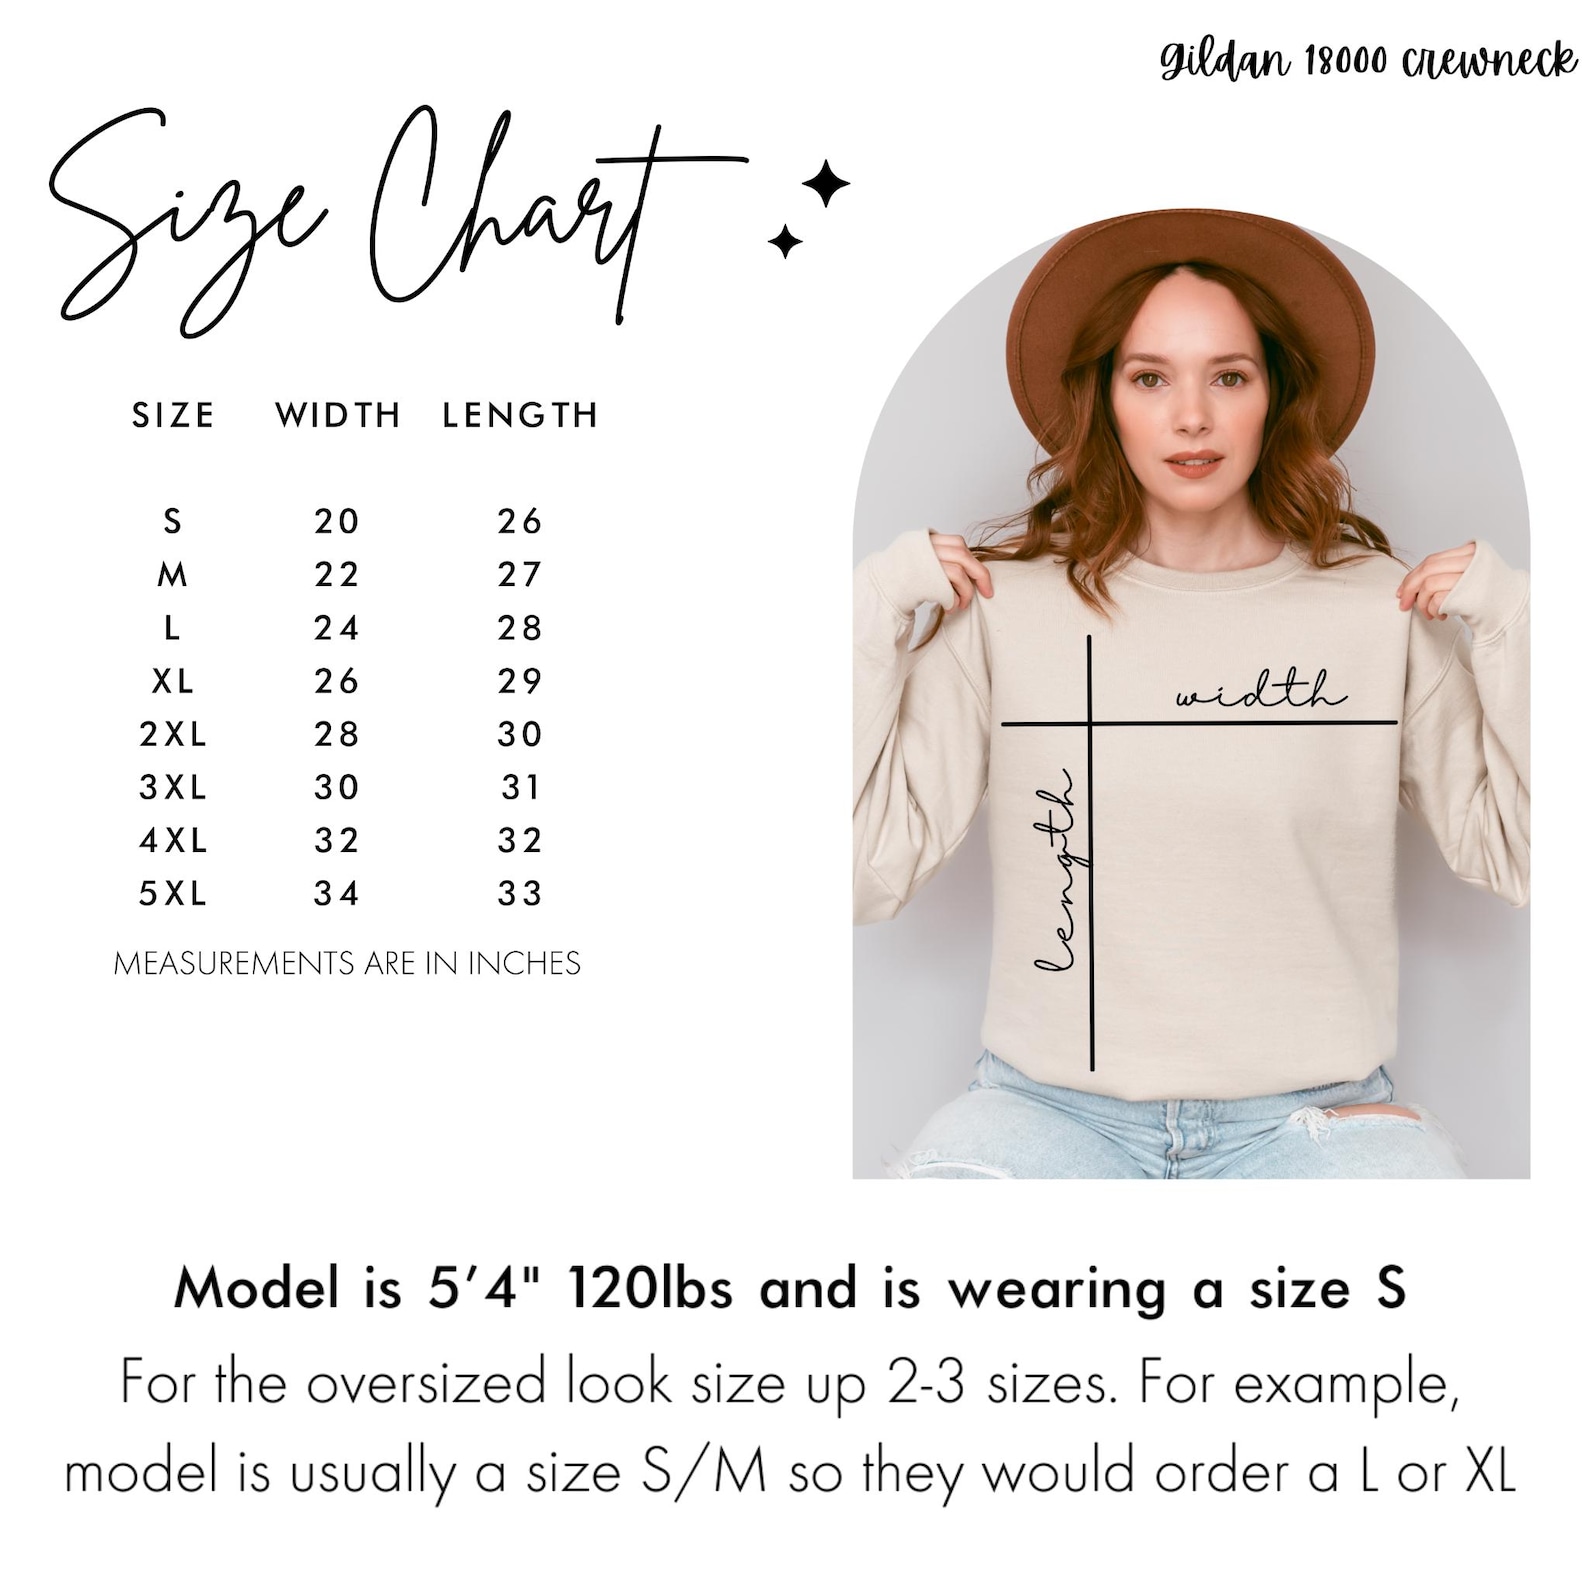 gildan 18000 crewneck
Size Chart
SIZE WIDTH LENGTH
S 20 26
M 22 27
L 24 28
XL 26 29
2XL 28 30
3XL 30 31
4XL 32 32
5XL 34 33
MEASUREMENTS ARE IN INCHES
width
length
Model is 5'4" 120lbs and is wearing a size S
For the oversized look size up 2-3 sizes. For example,
model is usually a size S/M so they would order a L or XL